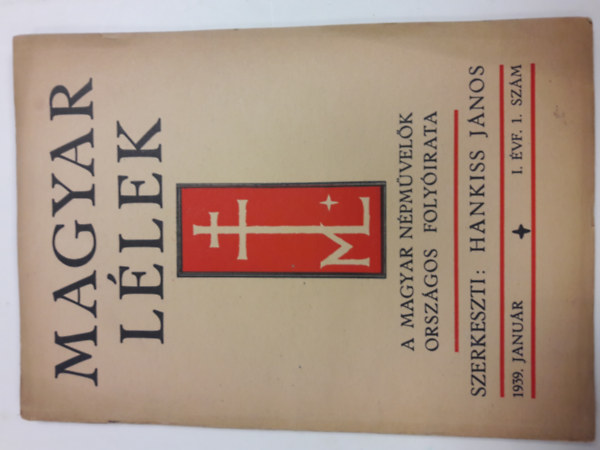 MAGYAR
LÉLEK
ML
A MAGYAR NÉPMŰVELŐK
ORSZÁGOS FOLYÓIRATA
SZERKESZTI: HANKISS JÁNOS
1939. JANUÁR + I. ÉVF. 1. SZÁM